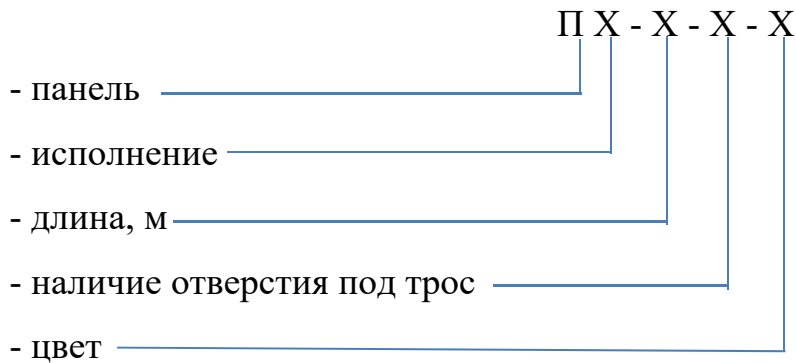 П Х - Х - Х - Х
- панель
- исполнение
- длина, м
- наличие отверстия под трос
- цвет